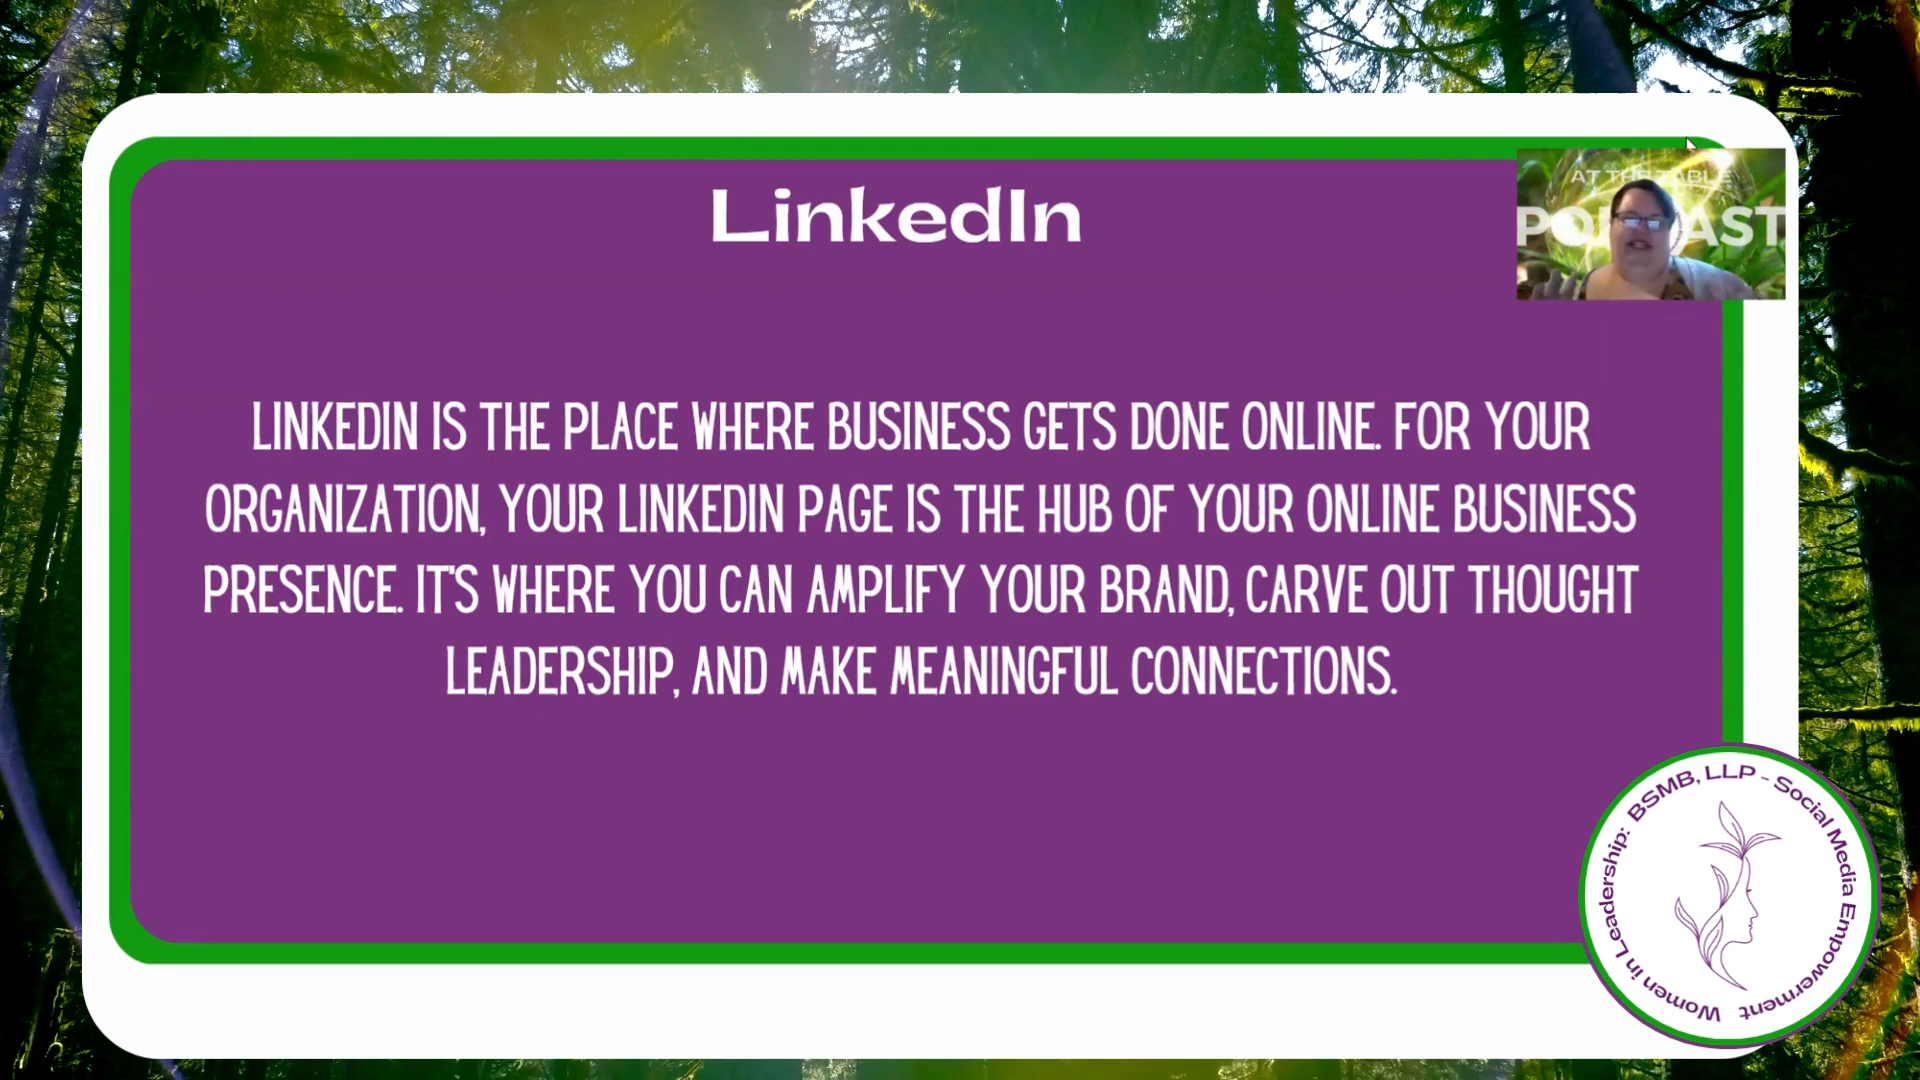 LinkedIn
AT THE TABLE
PODCAST
LINKEDIN IS THE PLACE WHERE BUSINESS GETS DONE ONLINE. FOR YOUR
ORGANIZATION, YOUR LINKEDIN PAGE IS THE HUB OF YOUR ONLINE BUSINESS
PRESENCE. IT'S WHERE YOU CAN AMPLIFY YOUR BRAND, CARVE OUT THOUGHT
LEADERSHIP, AND MAKE MEANINGFUL CONNECTIONS.
Women in Leadership: BSMB, LLP - Social Media Empowerment